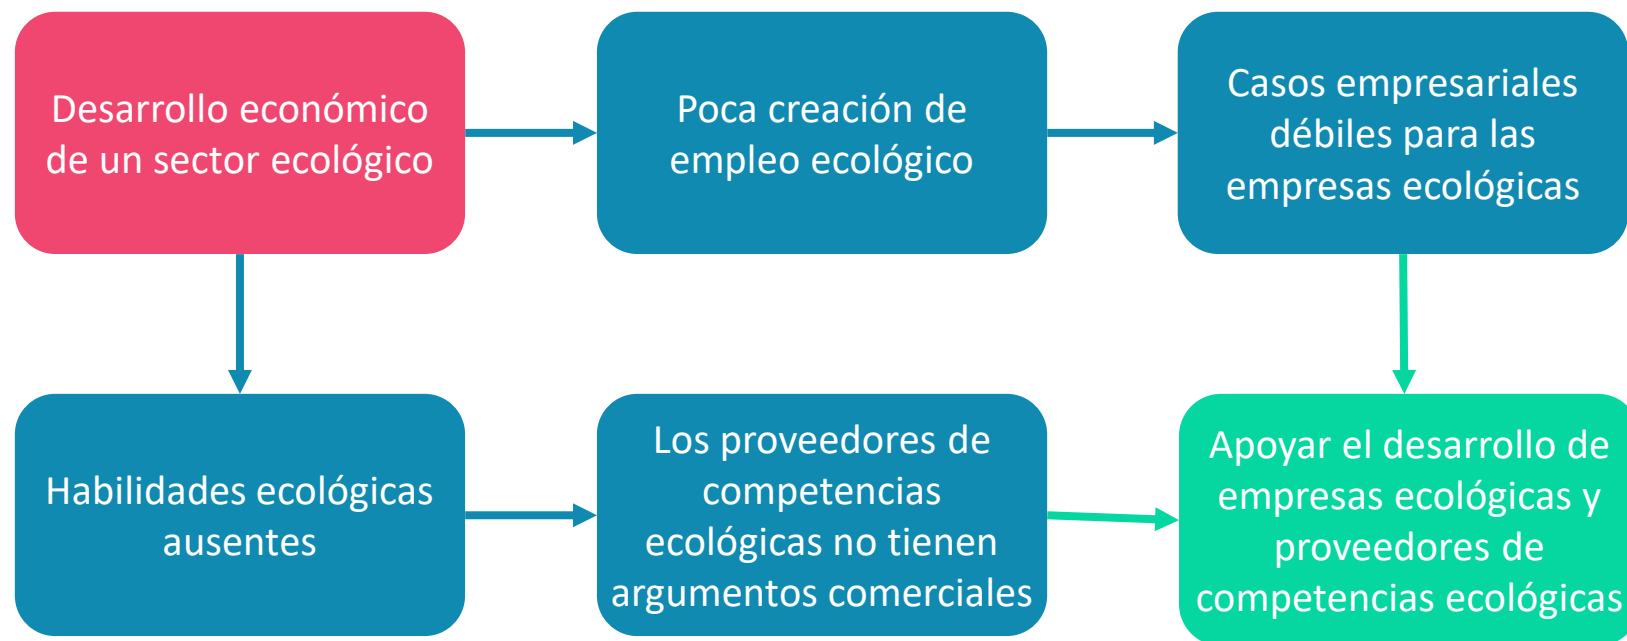 Desarrollo económico
de un sector ecológico
Poca creación de
empleo ecológico
Casos empresariales
débiles para las
empresas ecológicas
Habilidades ecológicas
ausentes
Los proveedores de
competencias
ecológicas no tienen
argumentos comerciales
Apoyar el desarrollo de
empresas ecológicas y
proveedores de
competencias ecológicas